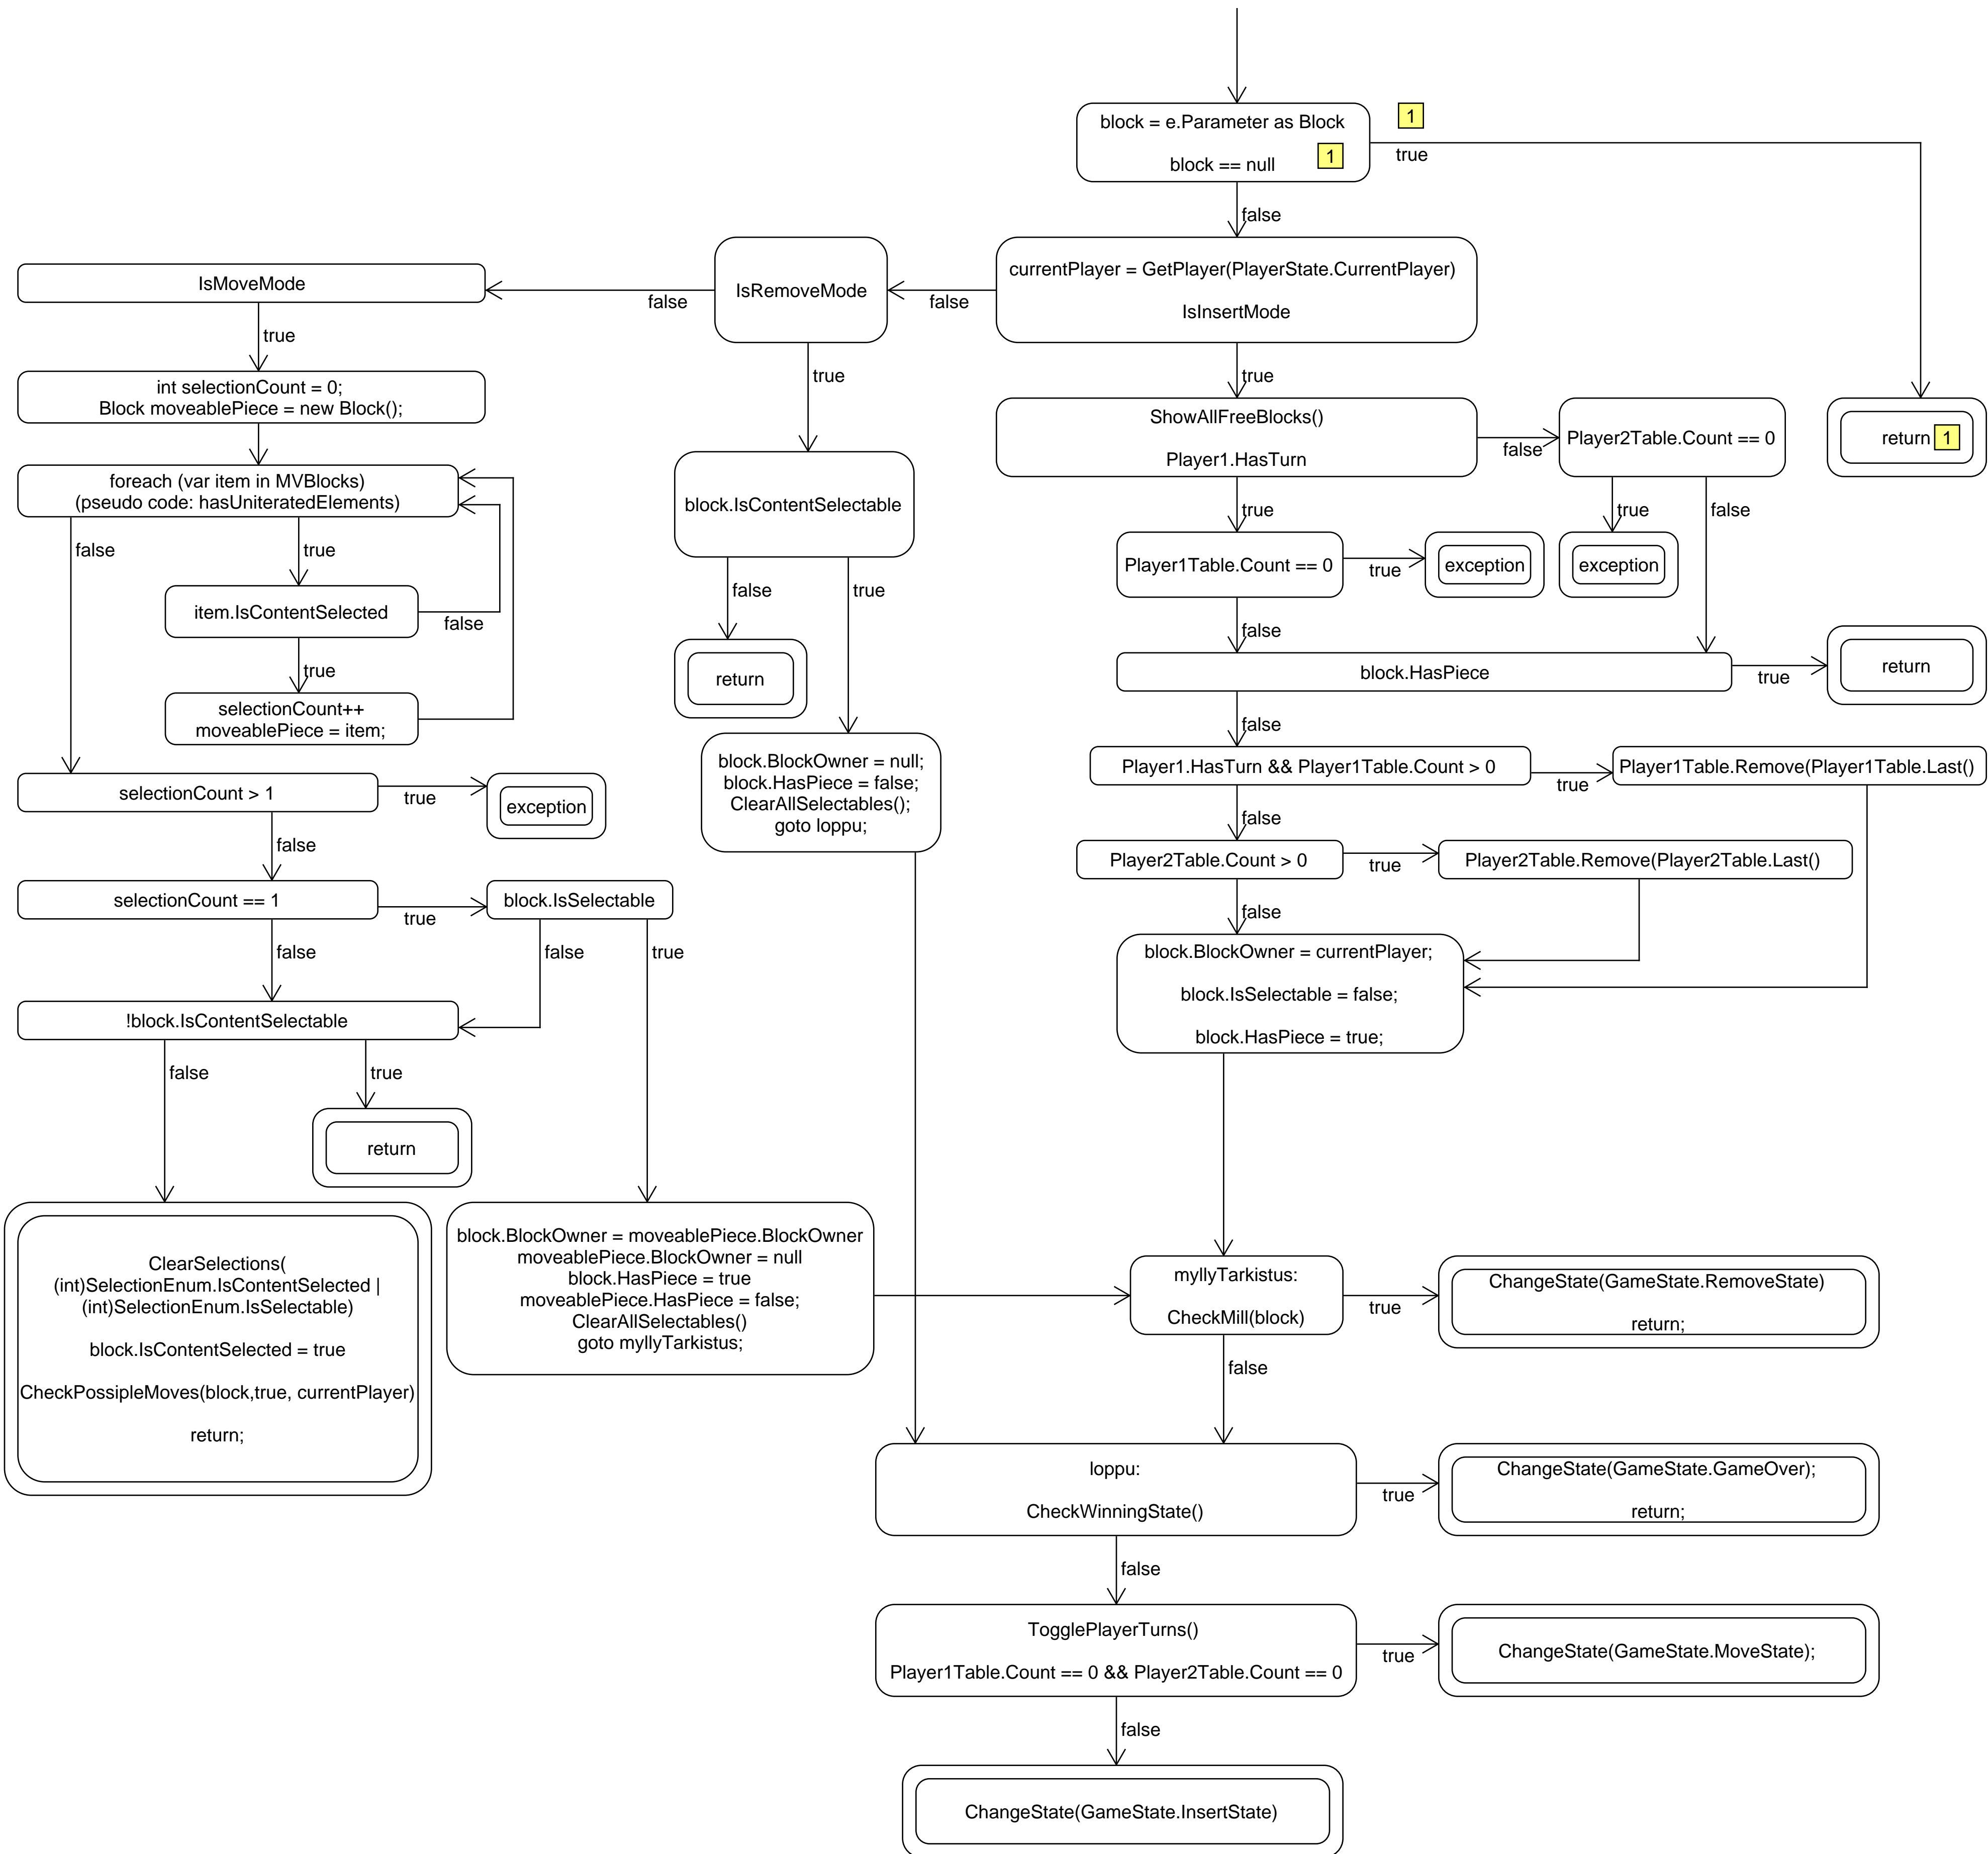 block = e.Parameter as Block
1
block == null
1
true
false
currentPlayer = GetPlayer(PlayerState.CurrentPlayer)
IsInsertMode
false
IsRemoveMode
false
IsMoveMode
true
int selectionCount = 0;
Block moveablePiece = new Block();
foreach (var item in MVBlocks)
(pseudo code: hasUniteratedElements)
false
true
item.IsContentSelected
false
true
selectionCount++
moveablePiece = item;
selectionCount > 1
true
exception
false
selectionCount == 1
true
block.IsSelectable
false
false
true
!block.IsContentSelectable
false
true
return
ClearSelections(
(int)SelectionEnum.IsContentSelected |
(int)SelectionEnum.IsSelectable)
block.IsContentSelected = true
CheckPossipleMoves(block,true, currentPlayer)
return;
block.BlockOwner = moveablePiece.BlockOwner
moveablePiece.BlockOwner = null
block.HasPiece = true
moveablePiece.HasPiece = false;
ClearAllSelectables()
goto myllyTarkistus;
true
block.IsContentSelectable
false
true
return
block.BlockOwner = null;
block.HasPiece = false;
ClearAllSelectables();
goto loppu;
true
ShowAllFreeBlocks()
Player1.HasTurn
false
Player2Table.Count == 0
return
1
true
true
false
Player1Table.Count == 0
true
exception
exception
false
block.HasPiece
true
return
false
Player1.HasTurn && Player1Table.Count > 0
true
Player1Table.Remove(Player1Table.Last()
false
Player2Table.Count > 0
true
Player2Table.Remove(Player2Table.Last()
false
block.BlockOwner = currentPlayer;
block.IsSelectable = false;
block.HasPiece = true;
myllyTarkistus:
CheckMill(block)
true
ChangeState(GameState.RemoveState)
return;
false
loppu:
CheckWinningState()
true
ChangeState(GameState.GameOver);
return;
false
TogglePlayerTurns()
Player1Table.Count == 0 && Player2Table.Count == 0
true
ChangeState(GameState.MoveState);
false
ChangeState(GameState.InsertState)